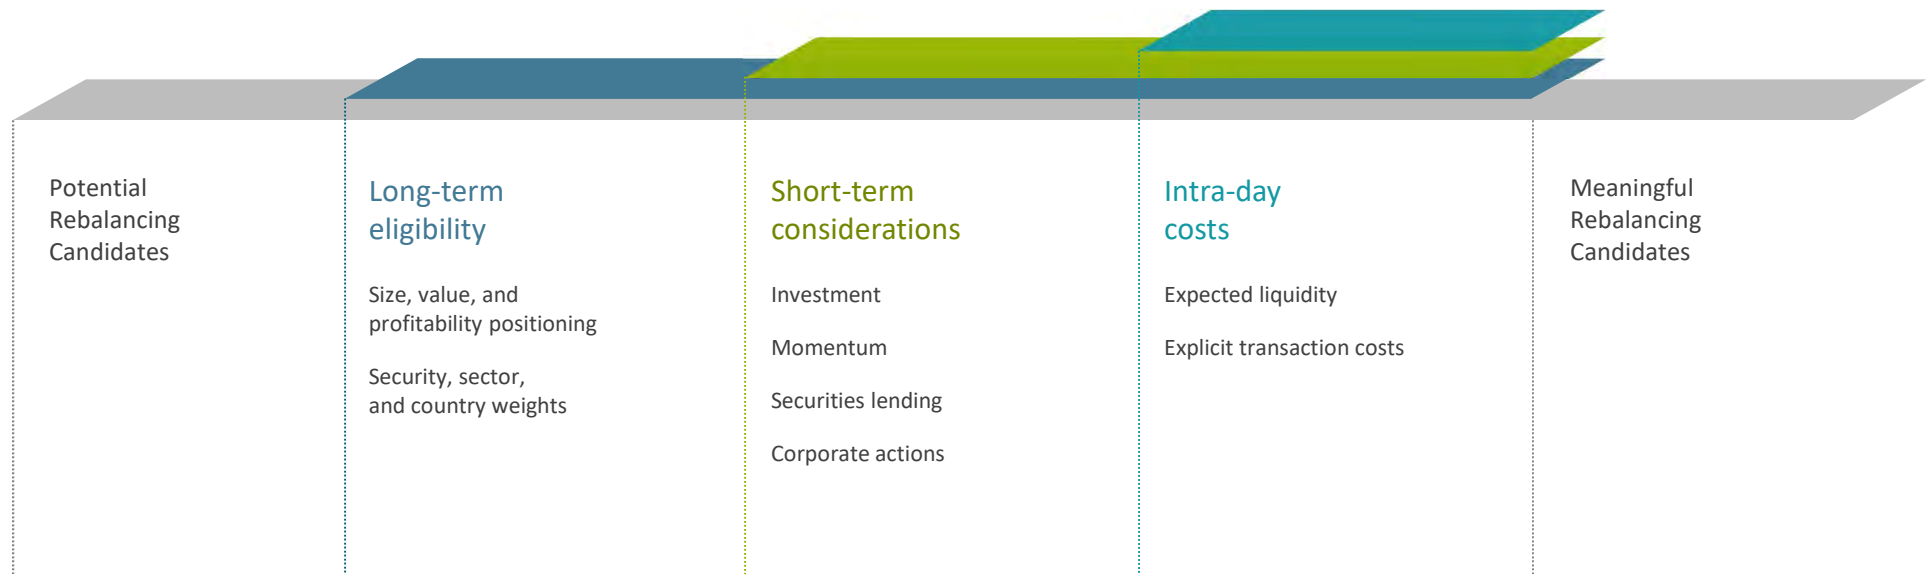 Potential
Rebalancing
Candidates
Long-term
eligibility
Size, value, and
profitability positioning
Security, sector,
and country weights
Short-term
considerations
Investment
Momentum
Securities lending
Corporate actions
Intra-day
costs
Expected liquidity
Explicit transaction costs
Meaningful
Rebalancing
Candidates